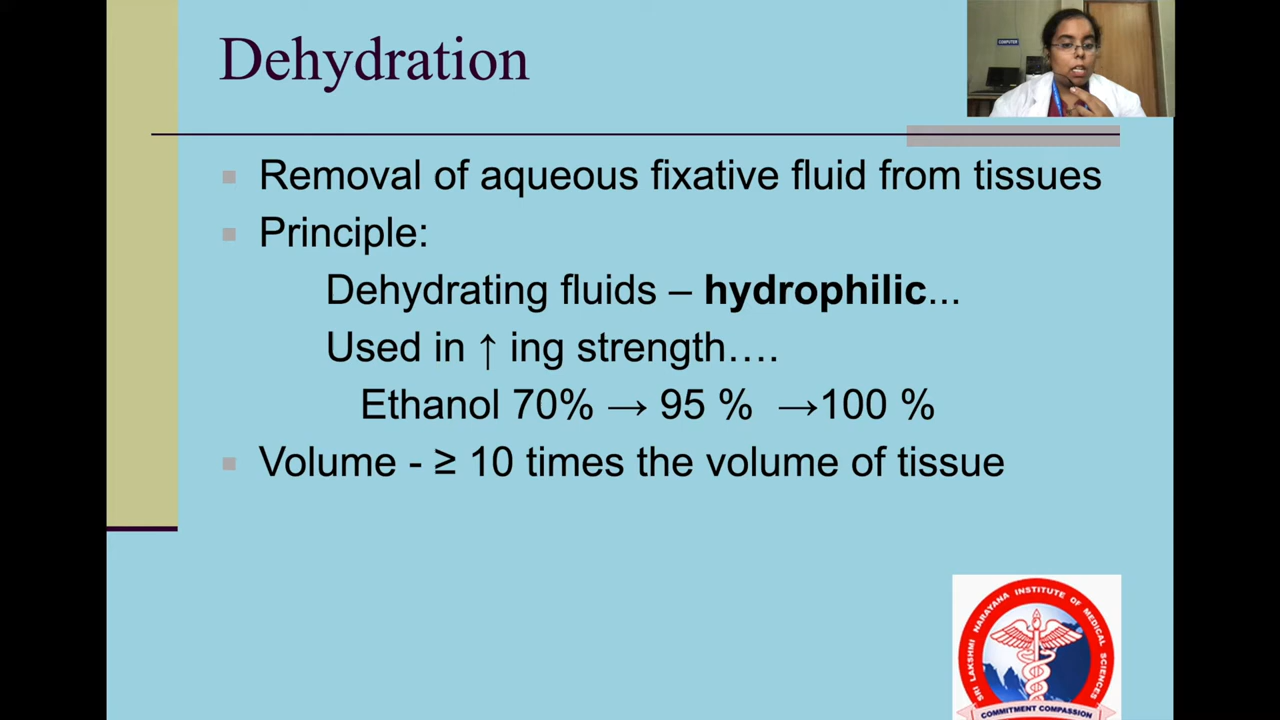 Dehydration
COMPUTER
Removal of aqueous fixative fluid from tissues
Principle:
Dehydrating fluids – hydrophilic...
Used in ↑ ing strength….
Ethanol 70% → 95 % →100 %
Volume - ≥ 10 times the volume of tissue
SRI LAKSHMI NARAYANA INSTITUTE OF MEDICAL SCIENCES
COMMITMENT COMPASSION